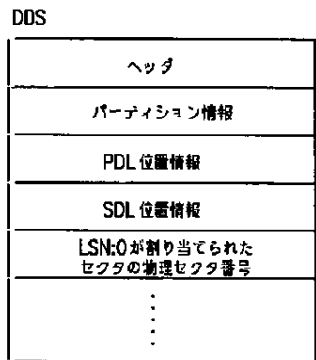 DDS
ヘッダ
パーティション情報
PDL位置情報
SDL位置情報
LSN:0が割り当てられた
セクタの物理セクタ番号